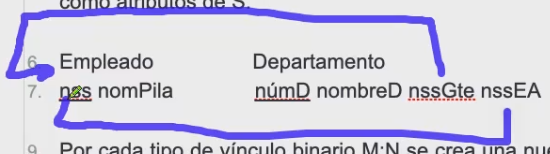 como atributos de S.
6. Empleado Departamento
7. nss nomPila númD nombreD nssGte nssEA
9. Por cada tipo de vínculo binario M:N se crea una nue